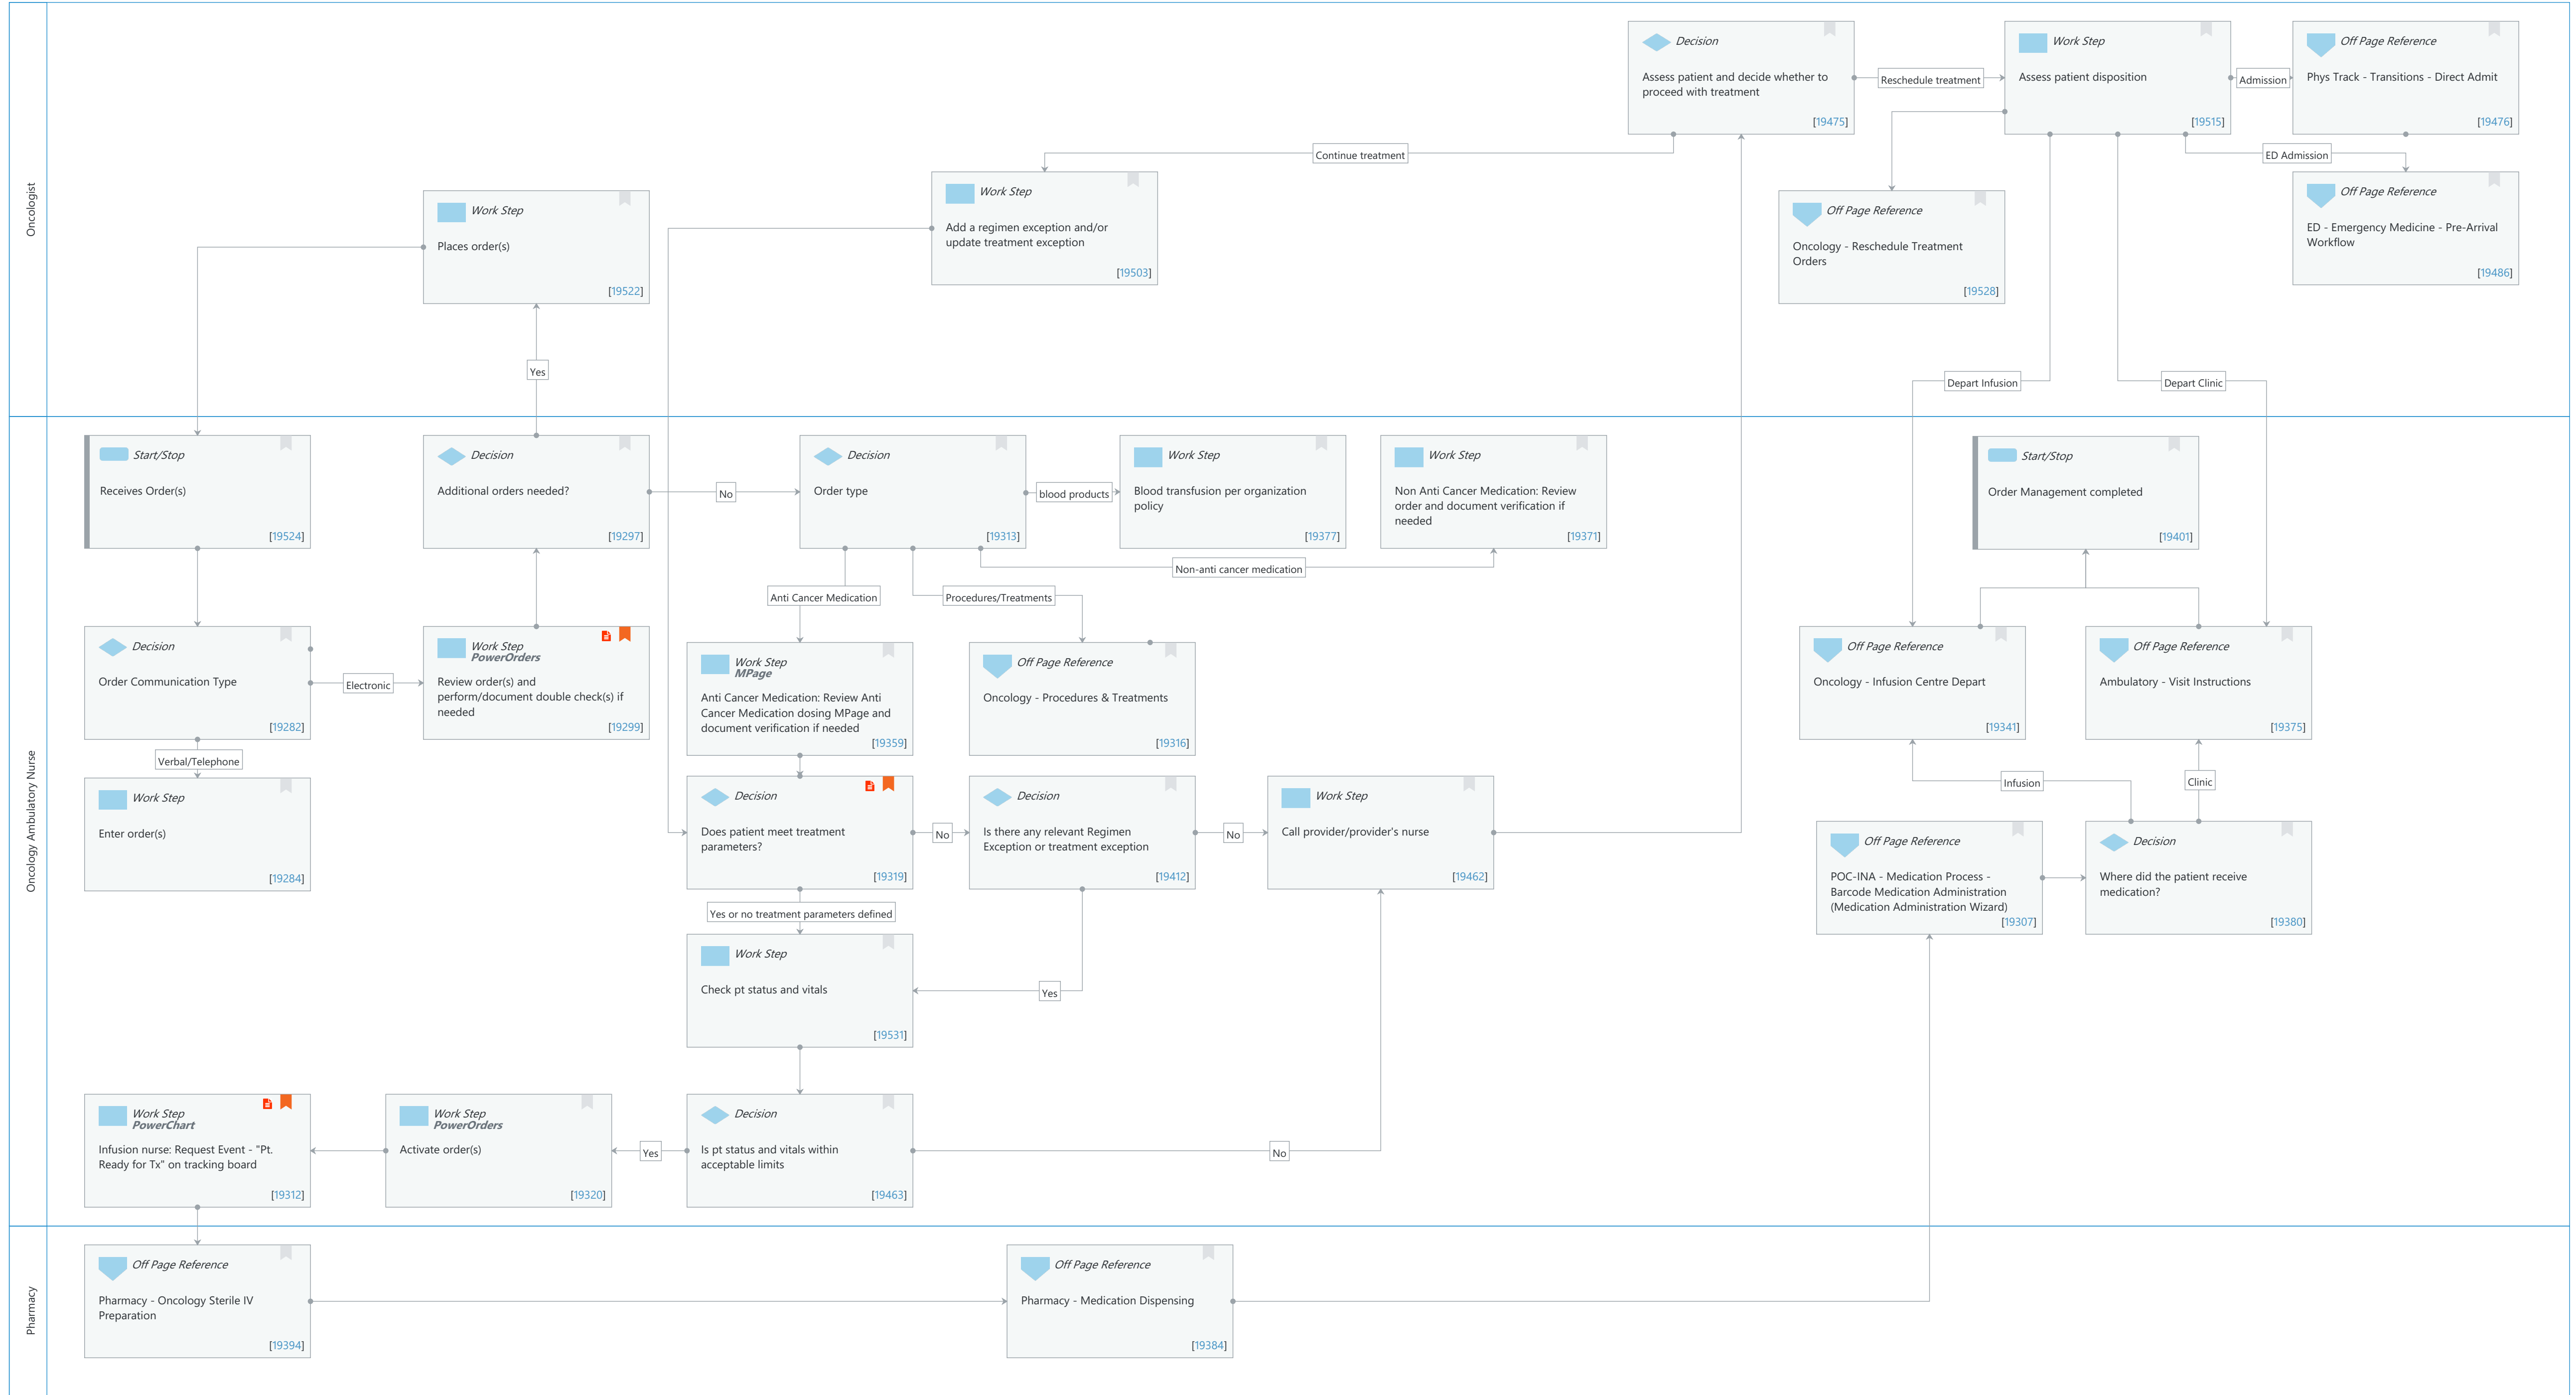 Oncologist
Decision
Assess patient and decide whether to
proceed with treatment
[19475]
Reschedule treatment
Work Step
Assess patient disposition
[19515]
Admission
Off Page Reference
Phys Track - Transitions - Direct Admit
[19476]
Continue treatment
ED Admission
Work Step
Places order(s)
[19522]
Work Step
Add a regimen exception and/or
update treatment exception
[19503]
Off Page Reference
Oncology - Reschedule Treatment
Orders
[19528]
Off Page Reference
ED - Emergency Medicine - Pre-Arrival
Workflow
[19486]
Yes
Depart Infusion
Depart Clinic
Oncology Ambulatory Nurse
Start/Stop
Receives Order(s)
[19524]
Decision
Additional orders needed?
[19297]
No
Decision
Order type
[19313]
blood products
Work Step
Blood transfusion per organization
policy
[19377]
Work Step
Non Anti Cancer Medication: Review
order and document verification if
needed
[19371]
Start/Stop
Order Management completed
[19401]
Non-anti cancer medication
Anti Cancer Medication
Procedures/Treatments
Decision
Order Communication Type
[19282]
Electronic
Work Step
PowerOrders
Review order(s) and
perform/document double check(s) if
needed
[19299]
Work Step
MPage
Anti Cancer Medication: Review Anti
Cancer Medication dosing MPage and
document verification if needed
[19359]
Off Page Reference
Oncology - Procedures & Treatments
[19316]
Off Page Reference
Oncology - Infusion Centre Depart
[19341]
Off Page Reference
Ambulatory - Visit Instructions
[19375]
Verbal/Telephone
Work Step
Enter order(s)
[19284]
Decision
Does patient meet treatment
parameters?
[19319]
No
Decision
Is there any relevant Regimen
Exception or treatment exception
[19412]
No
Work Step
Call provider/provider's nurse
[19462]
Infusion
Clinic
Off Page Reference
POC-INA - Medication Process -
Barcode Medication Administration
(Medication Administration Wizard)
[19307]
Decision
Where did the patient receive
medication?
[19380]
Yes or no treatment parameters defined
Work Step
Check pt status and vitals
[19531]
Yes
Work Step
PowerChart
Infusion nurse: Request Event - "Pt.
Ready for Tx" on tracking board
[19312]
Work Step
PowerOrders
Activate order(s)
[19320]
Yes
Decision
Is pt status and vitals within
acceptable limits
[19463]
No
Pharmacy
Off Page Reference
Pharmacy - Oncology Sterile IV
Preparation
[19394]
Off Page Reference
Pharmacy - Medication Dispensing
[19384]